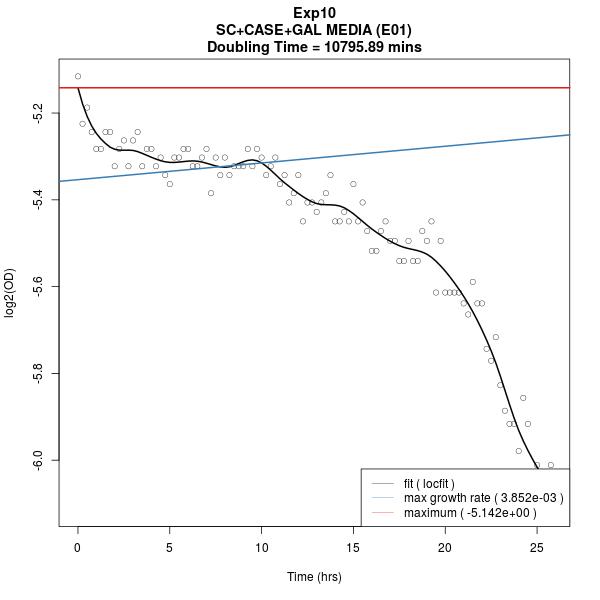 Exp10
SC+CASE+GAL MEDIA (E01)
Doubling Time = 10795.89 mins
log2(OD)
-5.2
-5.4
-5.6
-5.8
-6.0
fit ( locfit )
max growth rate ( 3.852e-03 )
maximum ( -5.142e+00 )
0
5
10
15
20
25
Time (hrs)